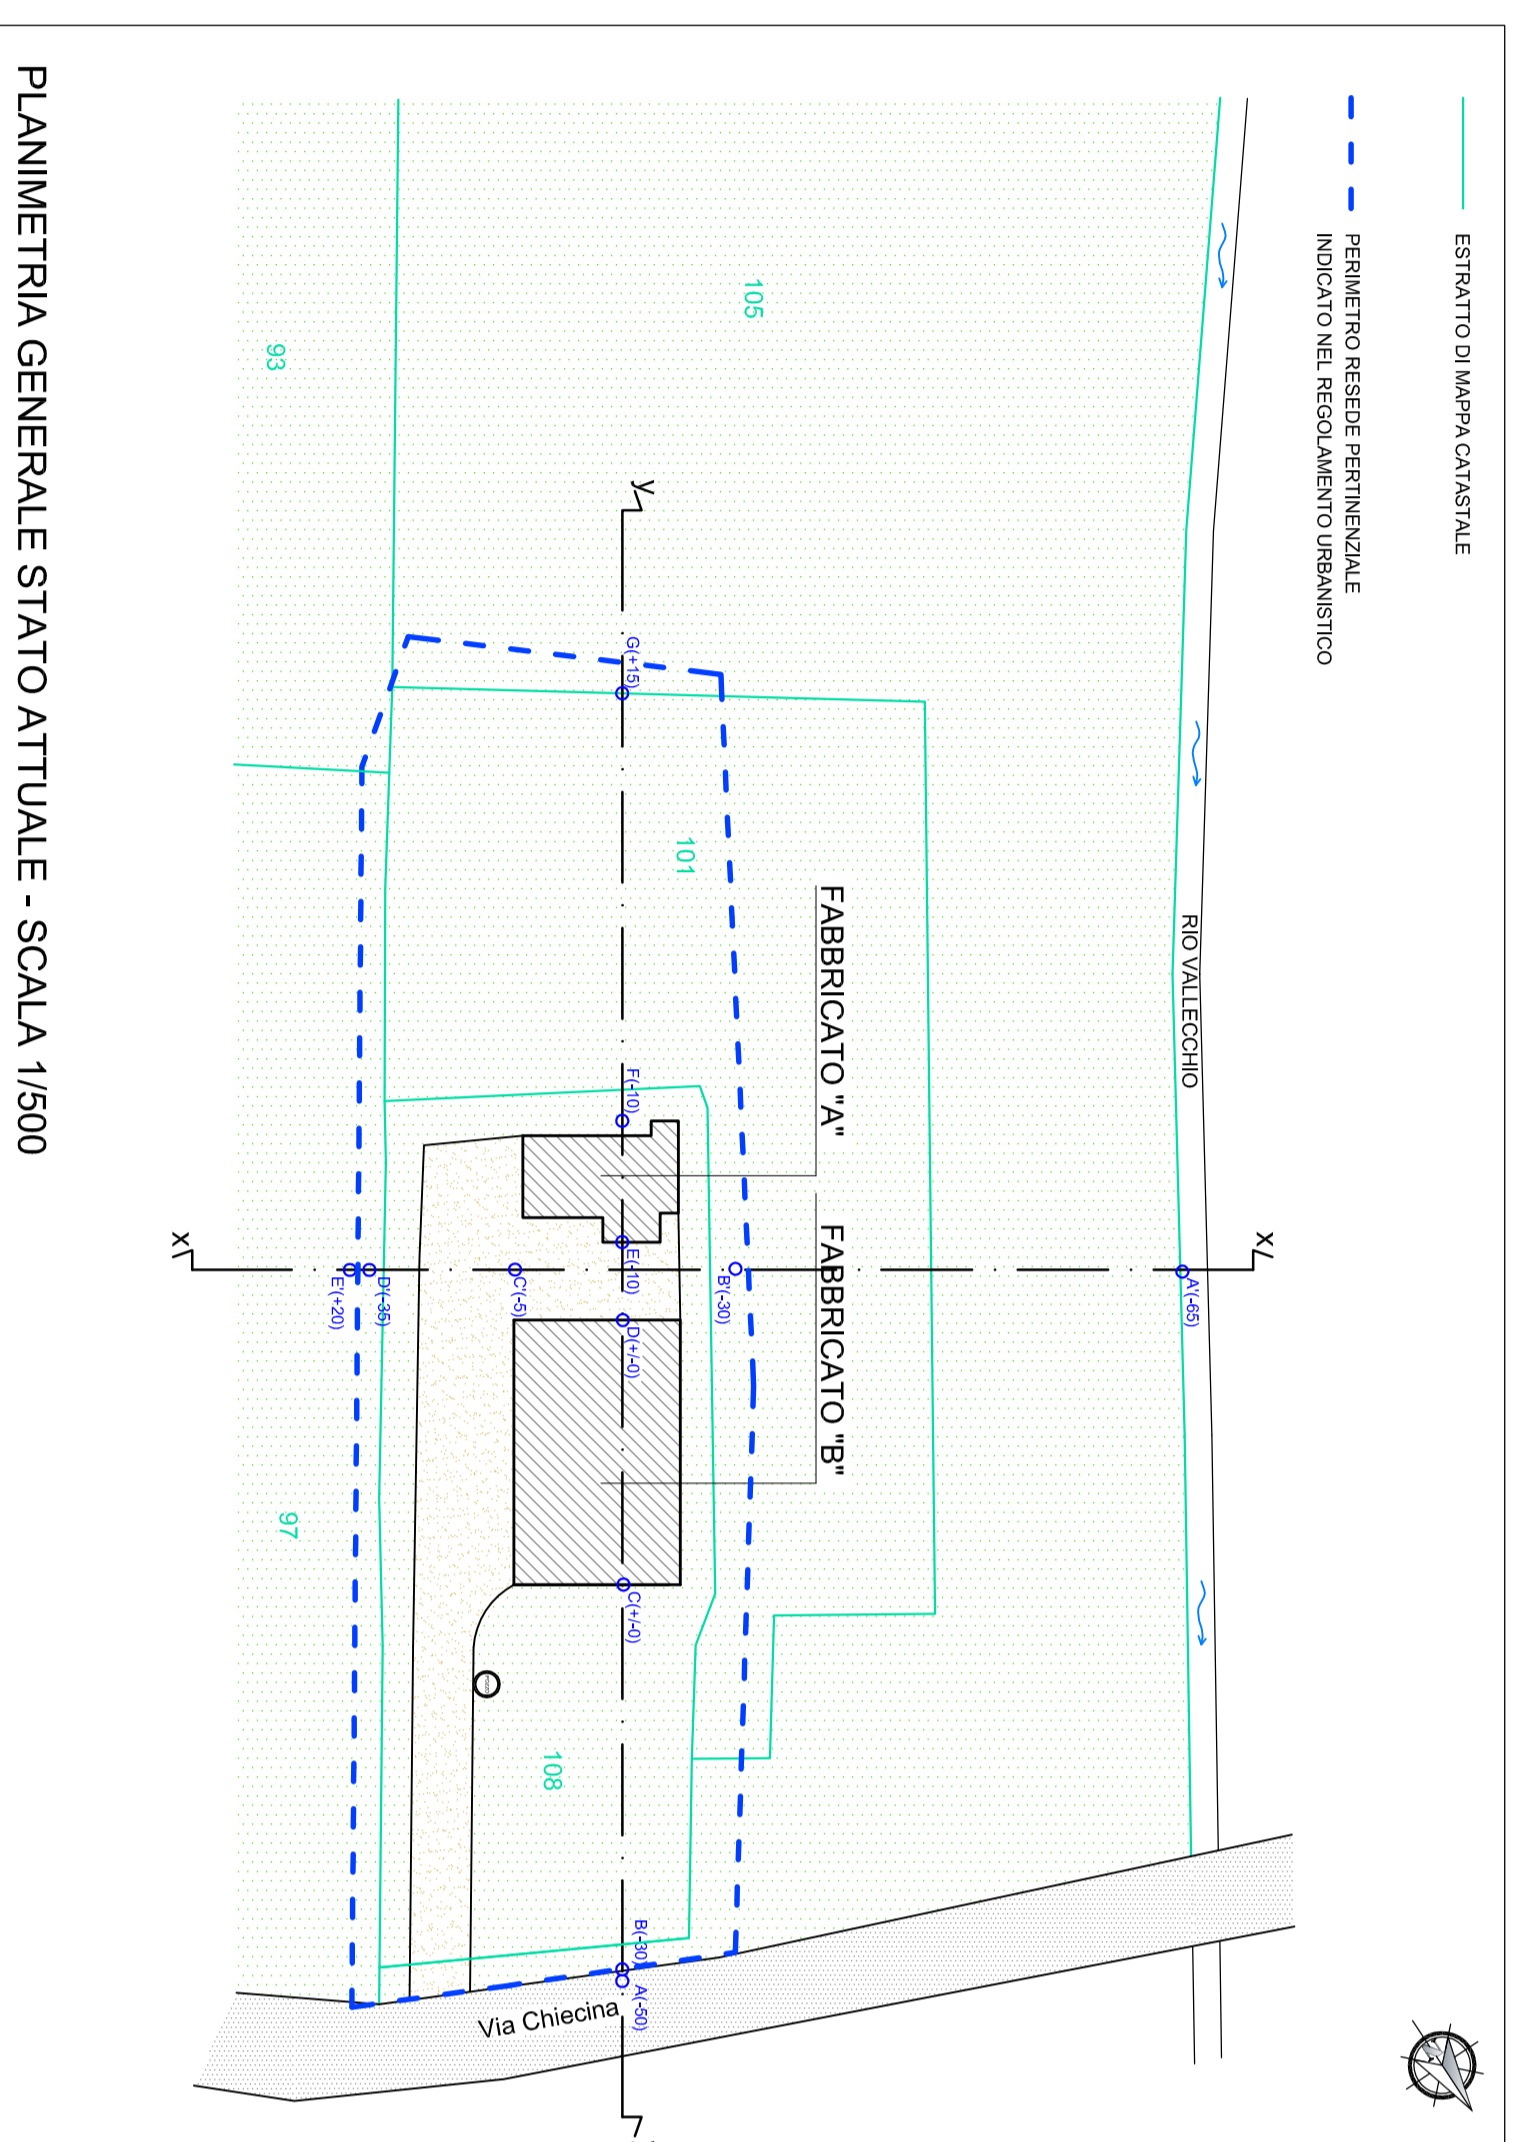 ESTRATTO DI MAPPA CATASTALE
PERIMETRO RESEDE PERTINENZIALE
INDICATO NEL REGOLAMENTO URBANISTICO
RIO VALLECCHIO
105
93
y
G(+15)
101
FABBRICATO "A"
FABBRICATO "B"
F(-10)
E(-10)
x
x
A'(-65)
B'(-30)
C'(-5)
D'(-35)
E'(+20)
D(+/-0)
C(+/-0)
97
108
B(-30)
A(-50)
Via Chiecina
PLANIMETRIA GENERALE STATO ATTUALE - SCALA 1/500